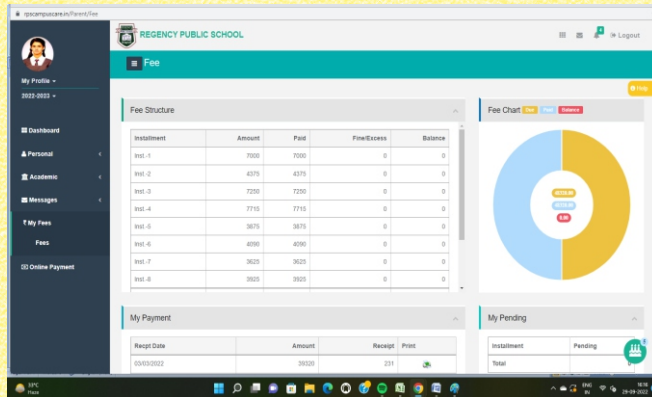 rpscampuscare.in/Parent/Fee
REGENCY PUBLIC SCHOOL
Logout
Fee
My Profile
2022-2023
Help
Dashboard
Personal
Academic
Messages
₹ My Fees
Fees
Online Payment
Fee Structure
Installment Amount Paid Fine/Excess Balance
Inst.-1 7000 7000 0 0
Inst.-2 4375 4375 0 0
Inst.-3 7250 7250 0 0
Inst.-4 7715 7715 0 0
Inst.-5 3875 3875 0 0
Inst.-6 4090 4090 0 0
Inst.-7 3625 3625 0 0
Inst.-8 3925 3925 0 0
Fee Chart Due Paid Balance
0.00
My Payment
Recpt Date Amount Receipt Print
03/03/2022 39320 231
My Pending
Installment Pending
Total 0
33°C
Haze
ENG
IN
29-09-2022